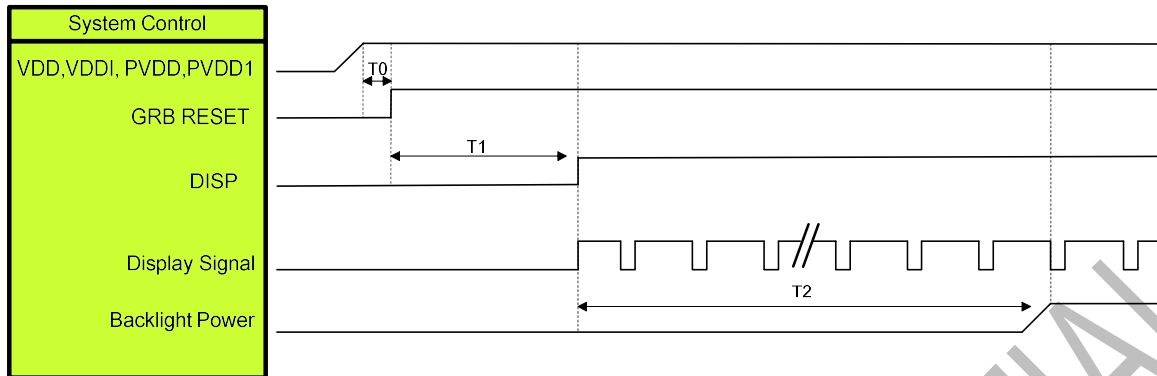 System Control
VDD,VDDI, PVDD,PVDD1
T0
GRB RESET
T1
DISP
Display Signal
T2
Backlight Power